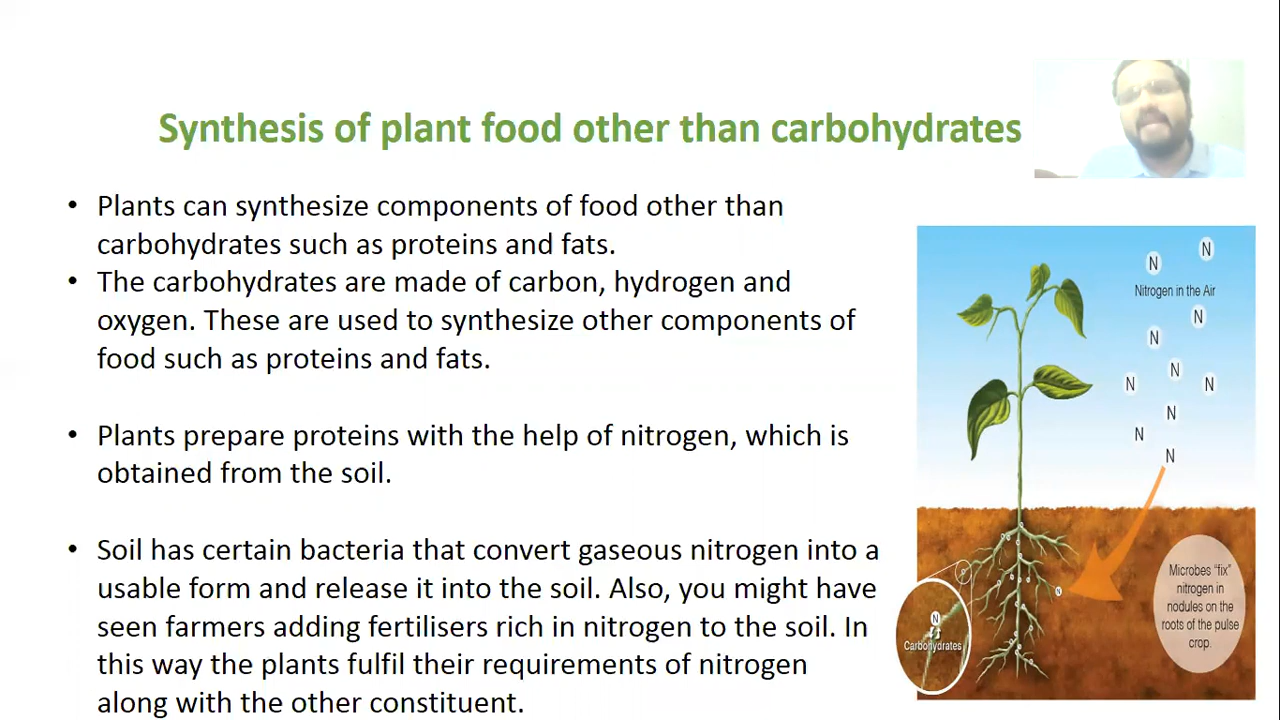 Synthesis of plant food other than carbohydrates
• Plants can synthesize components of food other than
carbohydrates such as proteins and fats.
• The carbohydrates are made of carbon, hydrogen and
oxygen. These are used to synthesize other components of
food such as proteins and fats.
• Plants prepare proteins with the help of nitrogen, which is
obtained from the soil.
• Soil has certain bacteria that convert gaseous nitrogen into a
usable form and release it into the soil. Also, you might have
seen farmers adding fertilisers rich in nitrogen to the soil. In
this way the plants fulfil their requirements of nitrogen
along with the other constituent.
N
N
Nitrogen in the Air
N
N
N
N
N
N
N
N
N
Microbes “fix”
nitrogen in
nodules on the
roots of the pulse
crop.
N
Carbohydrates